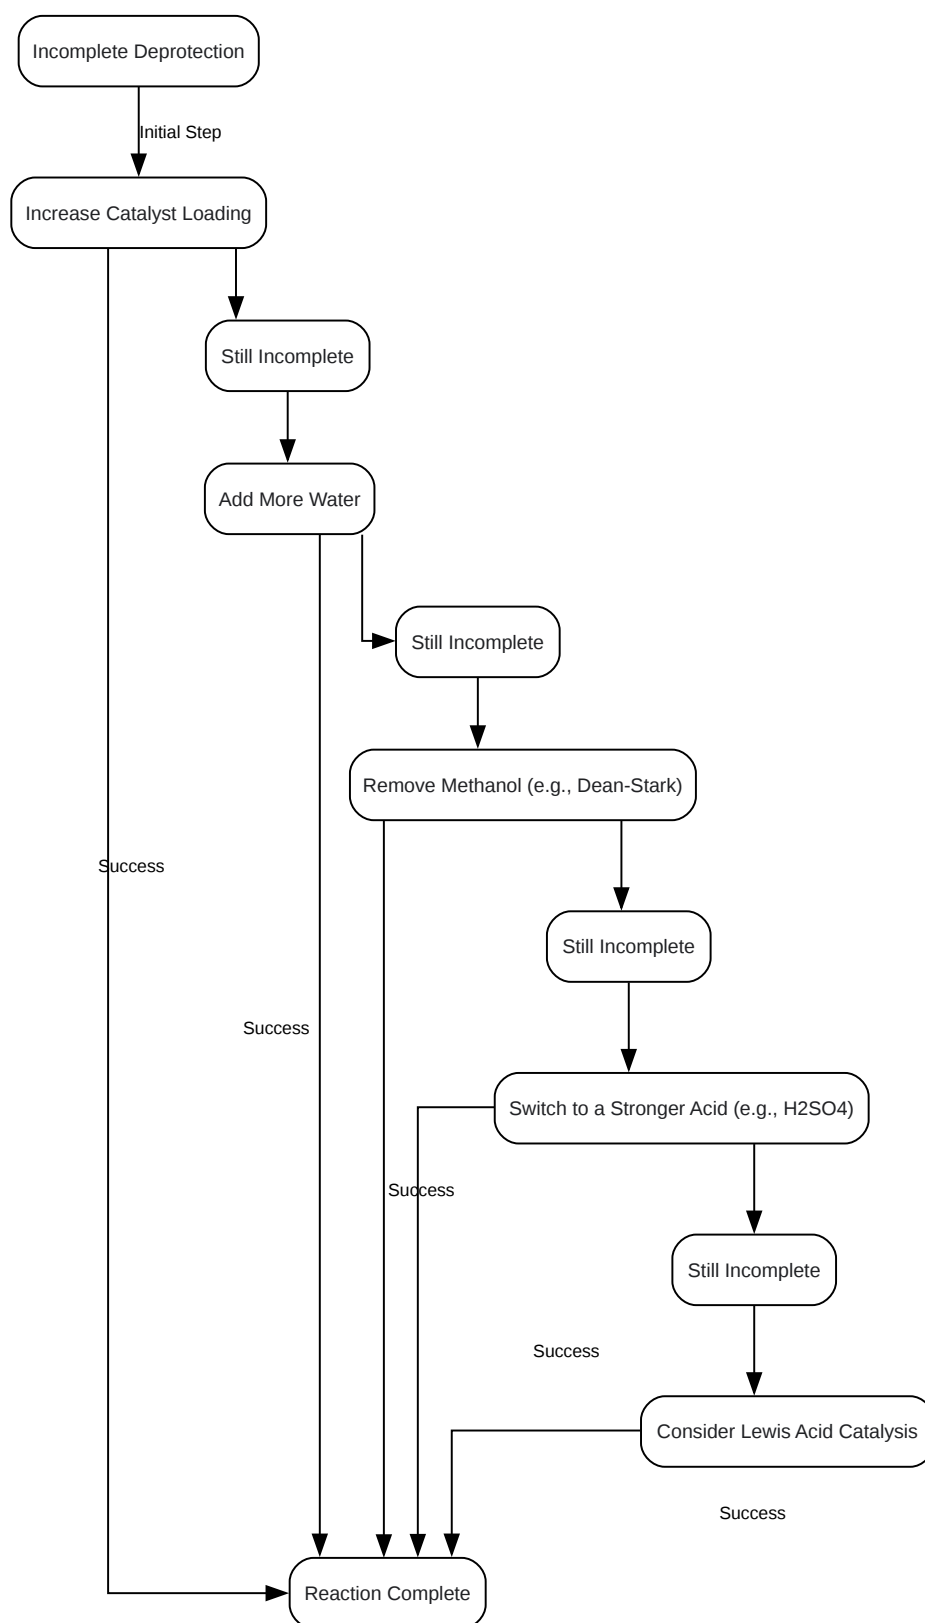 Incomplete Deprotection
Initial Step
Increase Catalyst Loading
Still Incomplete
Add More Water
Still Incomplete
Remove Methanol (e.g., Dean-Stark)
Success
Still Incomplete
Success
Switch to a Stronger Acid (e.g., H2SO4)
Success
Still Incomplete
Success
Consider Lewis Acid Catalysis
Success
Reaction Complete